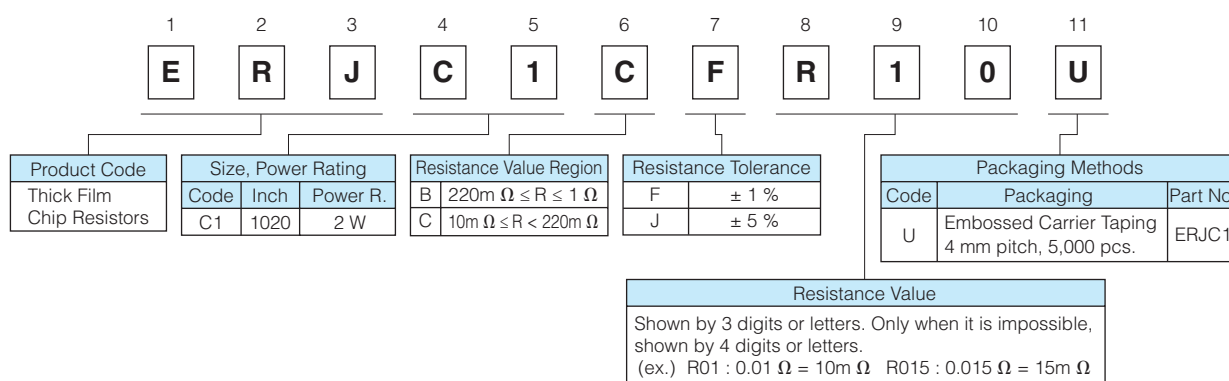 1 2 3 4 5 6 7 8 9 10 11
E R J C 1 C F R 1 0 U
Product Code
Thick Film
Chip Resistors
Size, Power Rating
Code Inch Power R.
C1 1020 2 W
Resistance Value Region
B 220m Ω ≤ R ≤ 1 Ω
C 10m Ω ≤ R < 220m Ω
Resistance Tolerance
F ± 1 %
J ± 5 %
Packaging Methods
Code Packaging Part No
U Embossed Carrier Taping
4 mm pitch, 5,000 pcs. ERJC1
Resistance Value
Shown by 3 digits or letters. Only when it is impossible,
shown by 4 digits or letters.
(ex.) R01 : 0.01 Ω = 10m Ω R015 : 0.015 Ω = 15m Ω